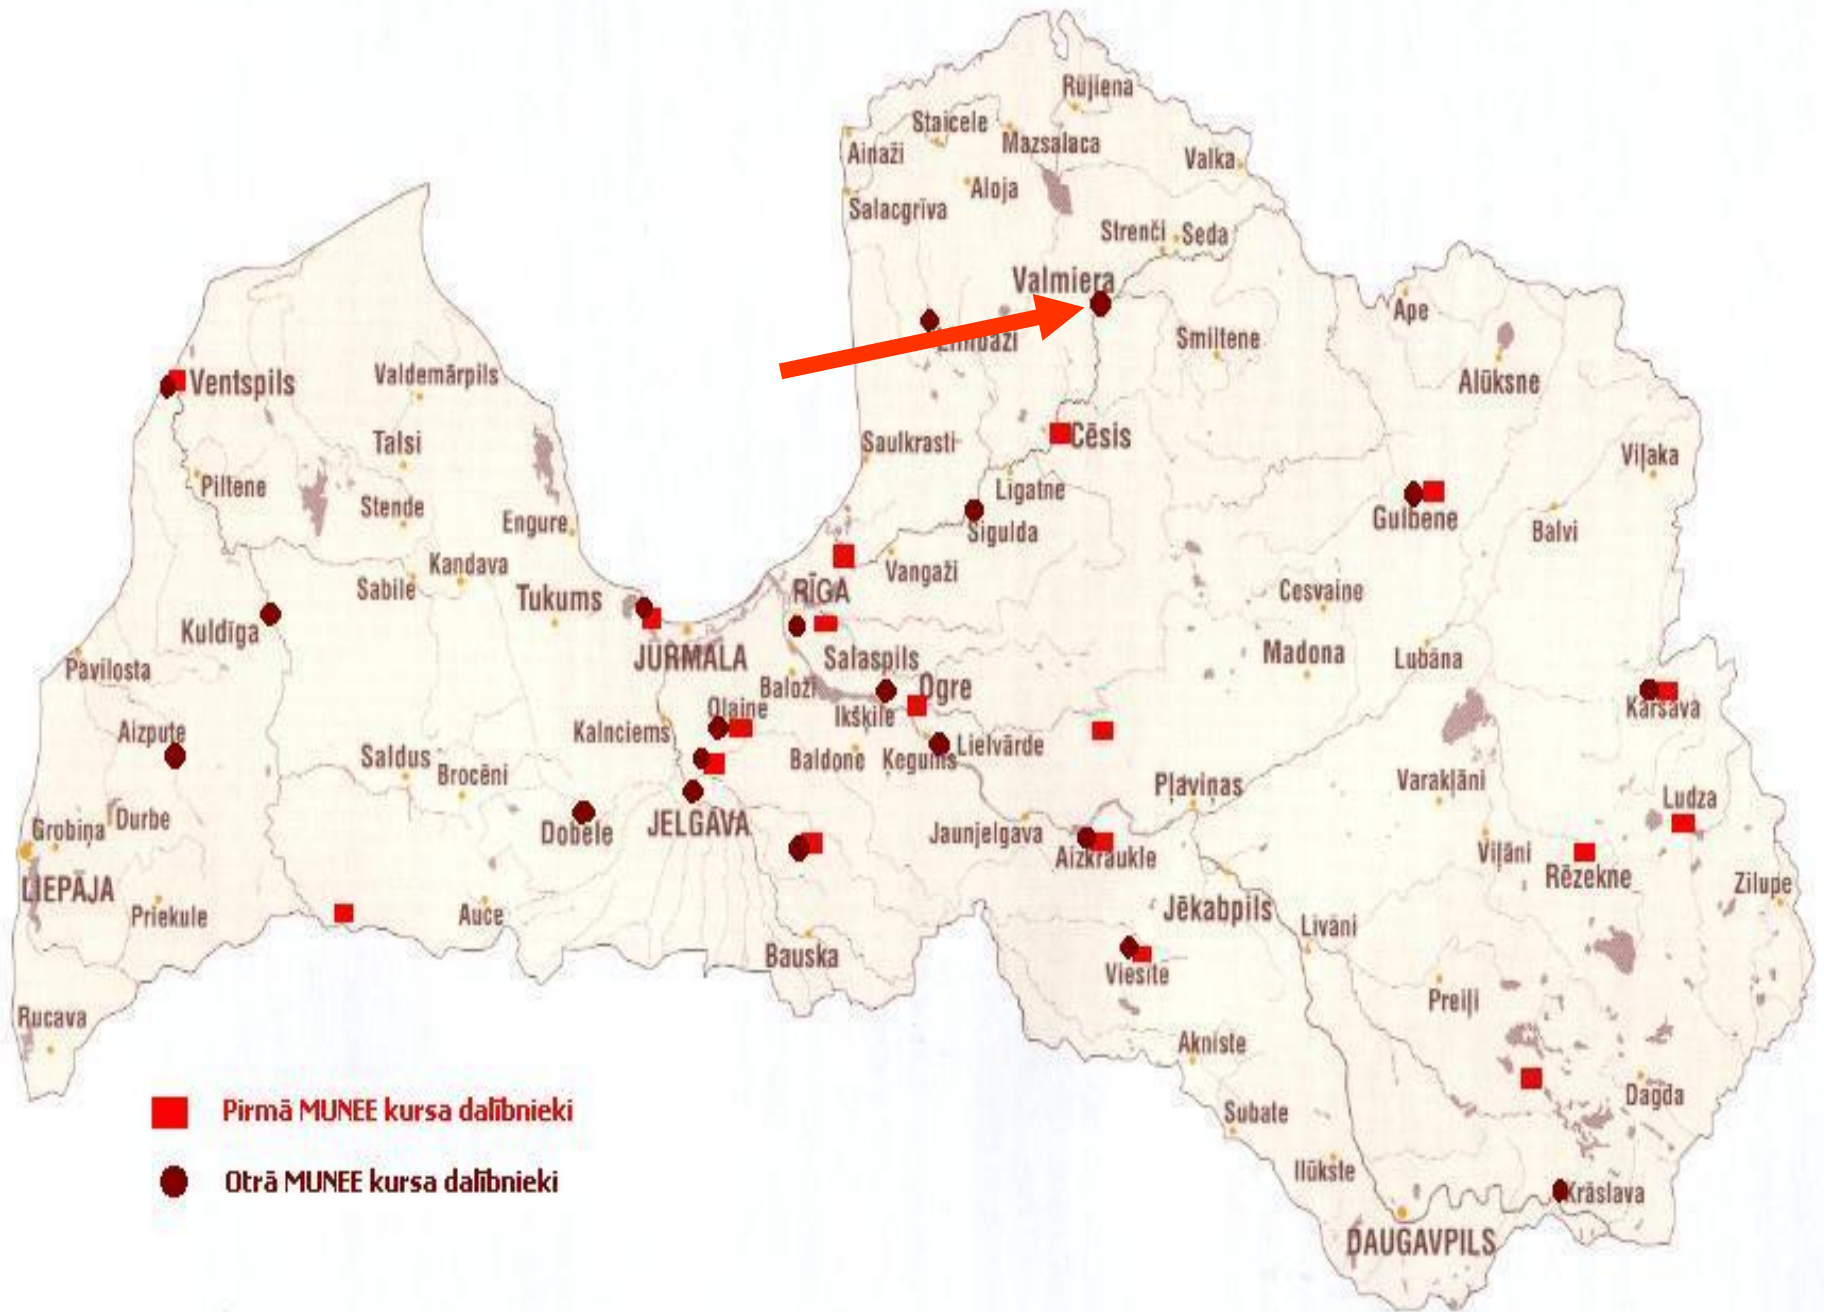 Rūjiena
Staicele
Mazsalaca
Ainaži
Valka
Aloja
Salacgrīva
Strenči
Seda
Valmiera
Ape
Smiltene
Limbaži
Ventspils
Valdemārpils
Alūksne
Talsi
Saulkrasti
Cēsis
Viļaka
Piltene
Līgatne
Stende
Engure
Sigulda
Gulbene
Balvi
Kandava
Vangaži
Sabile
Tukums
RĪGA
Cesvaine
Kuldīga
JŪRMALA
Salaspils
Madona
Lubāna
Pāvilosta
Baloži
Ogre
Olaine
Ikšķile
Kārsava
Aizpute
Kalnciems
Saldus
Brocēni
Baldone
Ķegums
Lielvārde
Pļaviņas
Varakļāni
Ludza
Grobiņa
Durbe
Dobele
JELGAVA
Jaunjelgava
Aizkraukle
Viļāni
Rēzekne
Zilupe
LIEPĀJA
Priekule
Auce
Jēkabpils
Līvāni
Bauska
Viesīte
Preiļi
Rucava
Akniste
Dagda
Pirmā MUNEE kursa dalībnieki
Subate
Otrā MUNEE kursa dalībnieki
Ilūkste
Krāslava
DAUGAVPILS